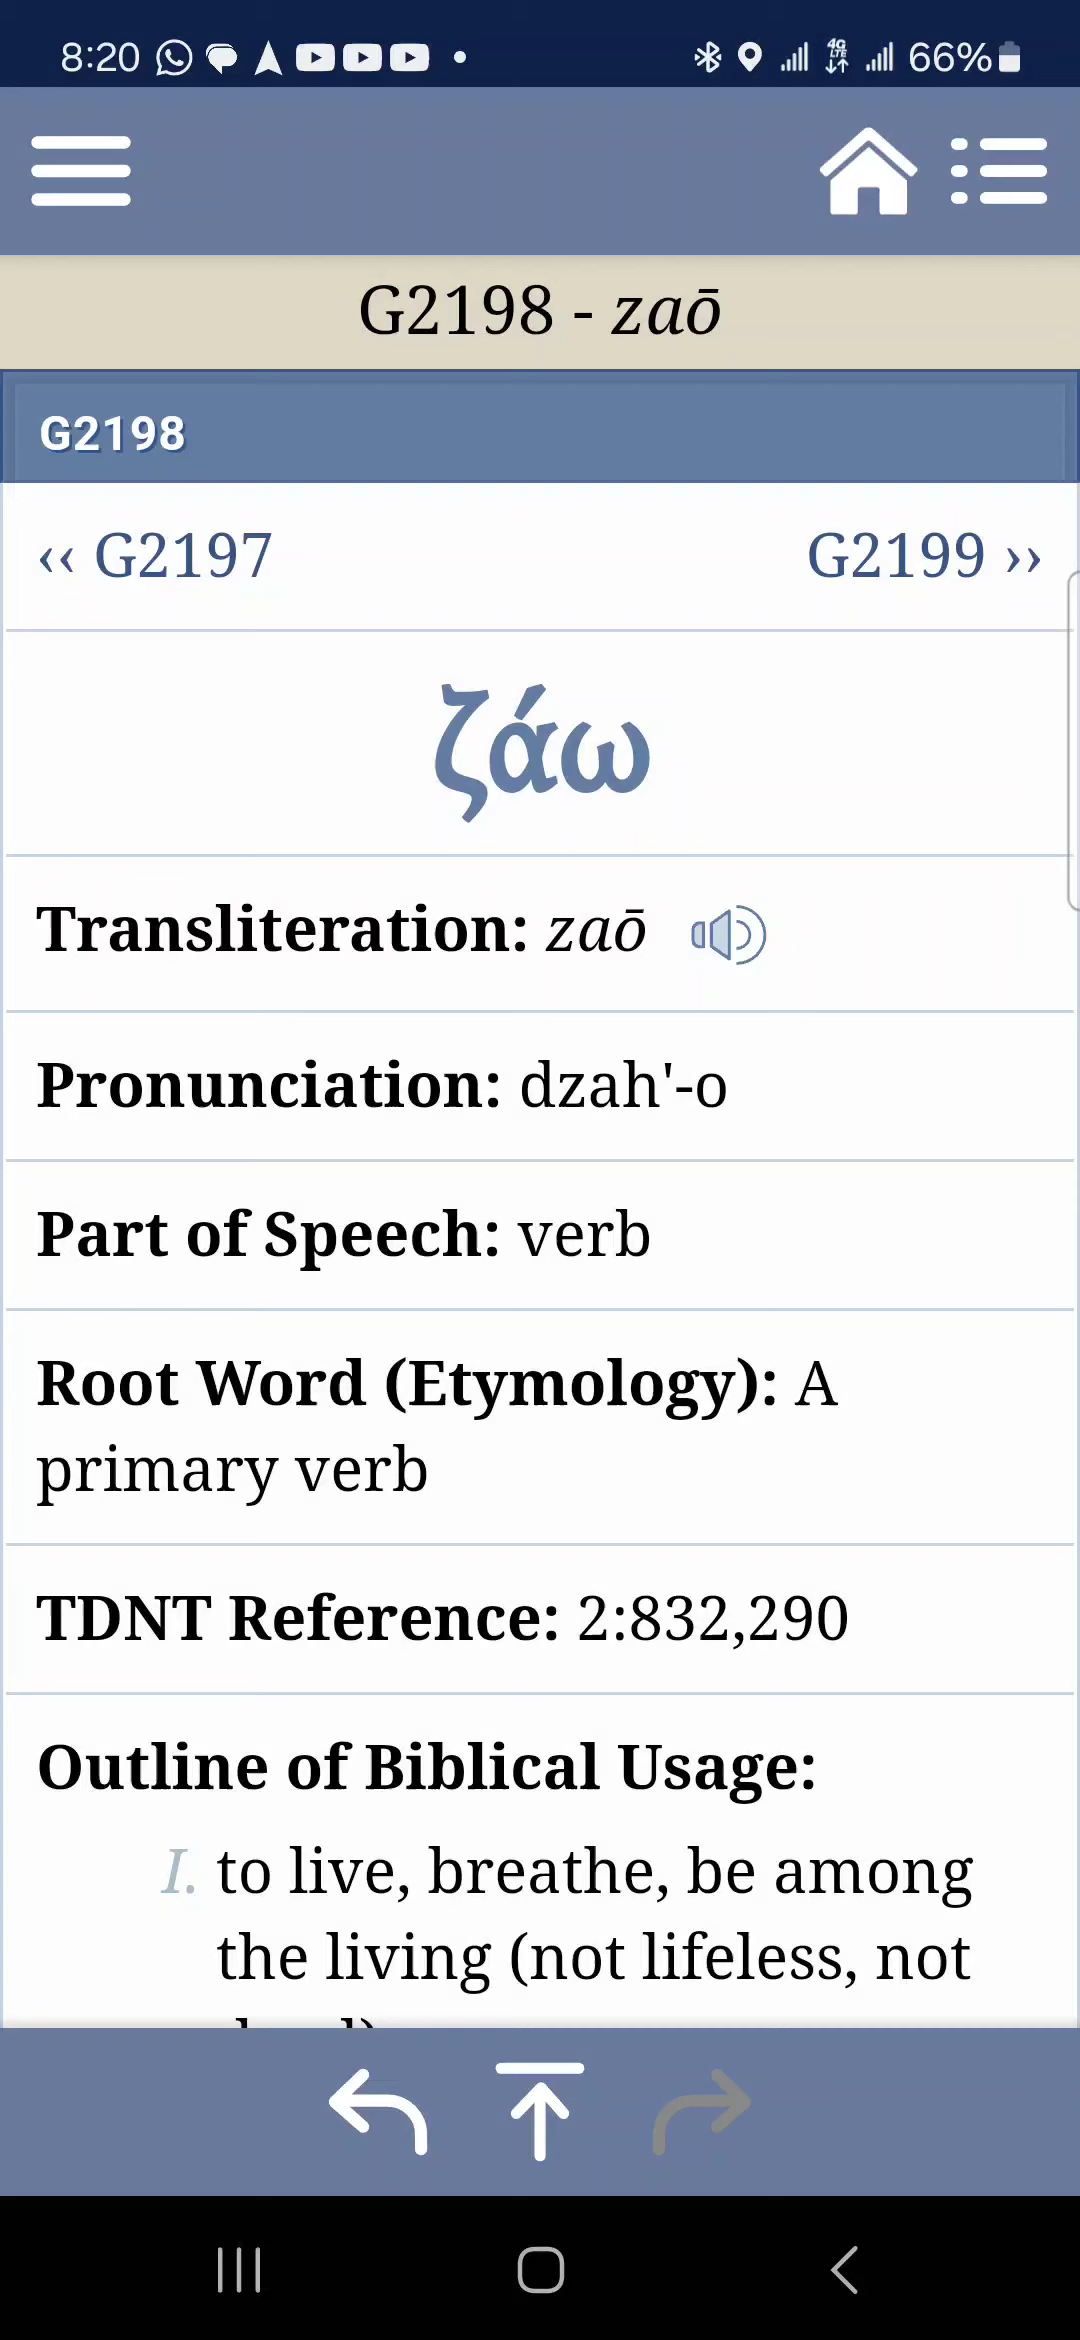 8:20
4G LTE
66%
G2198 - zaō
G2198
‹‹ G2197
G2199 ››
ζάω
Transliteration: zaō
Pronunciation: dzah'-o
Part of Speech: verb
Root Word (Etymology): A
primary verb
TDNT Reference: 2:832,290
Outline of Biblical Usage:
I. to live, breathe, be among
the living (not lifeless, not